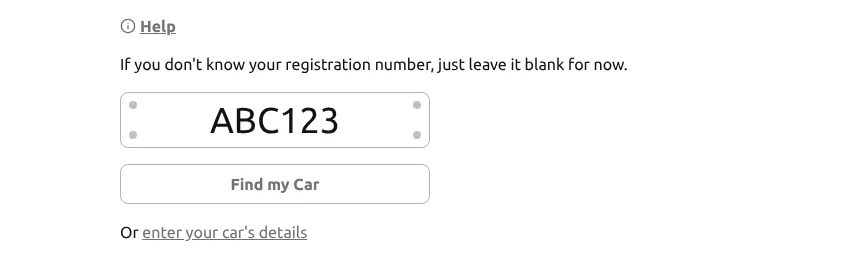 Help
If you don't know your registration number, just leave it blank for now.
ABC123
Find my Car
Or enter your car's details